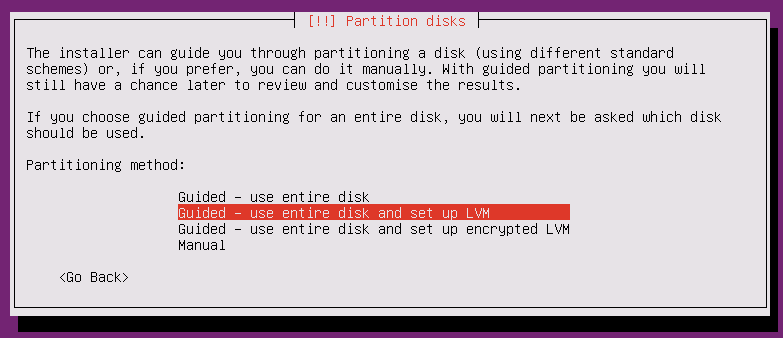 [!!] Partition disks
The installer can guide you through partitioning a disk (using different standard
schemes) or, if you prefer, you can do it manually. With guided partitioning you will
still have a chance later to review and customise the results.
If you choose guided partitioning for an entire disk, you will next be asked which disk
should be used.
Partitioning method:
Guided – use entire disk
Guided – use entire disk and set up LVM
Guided – use entire disk and set up encrypted LVM
Manual
<Go Back>